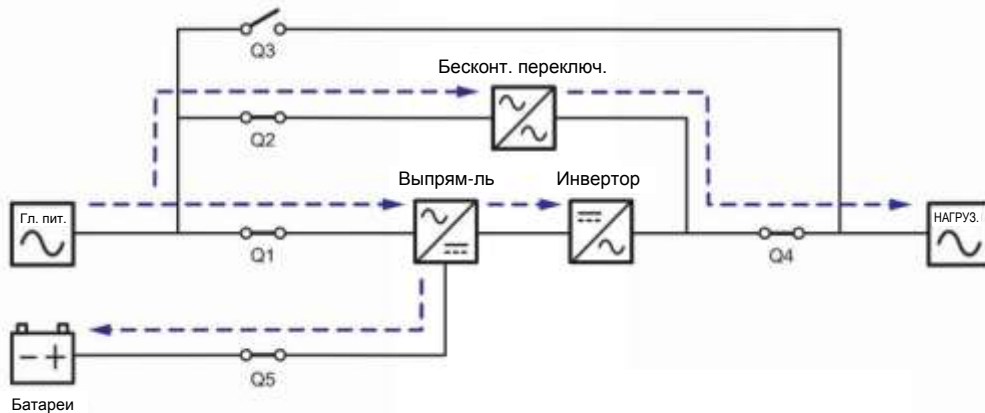 Q3
Бесконт. переключ.
Q2
Выпрям-ль
Инвертор
Гл. пит.
НАГРУЗ.
Q1
Q4
Q5
Батареи